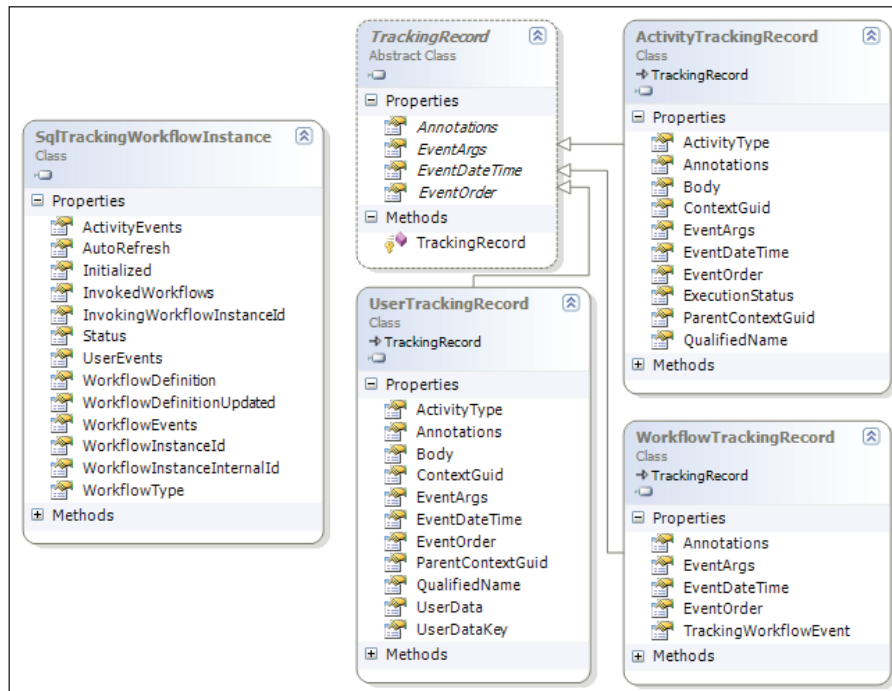 SqlTrackingWorkflowInstance
Class
Properties
ActivityEvents
AutoRefresh
Initialized
InvokedWorkflows
InvokingWorkflowInstanceId
Status
UserEvents
WorkflowDefinition
WorkflowDefinitionUpdated
WorkflowEvents
WorkflowInstanceId
WorkflowInstanceInternalId
WorkflowType
Methods
TrackingRecord
Abstract Class
Properties
Annotations
EventArgs
EventDateTime
EventOrder
Methods
TrackingRecord
UserTrackingRecord
Class
TrackingRecord
Properties
ActivityType
Annotations
Body
ContextGuid
EventArgs
EventDateTime
EventOrder
ParentContextGuid
QualifiedName
UserData
UserDataKey
Methods
ActivityTrackingRecord
Class
TrackingRecord
Properties
ActivityType
Annotations
Body
ContextGuid
EventArgs
EventDateTime
EventOrder
ExecutionStatus
ParentContextGuid
QualifiedName
Methods
WorkflowTrackingRecord
Class
TrackingRecord
Properties
Annotations
EventArgs
EventDateTime
EventOrder
TrackingWorkflowEvent
Methods